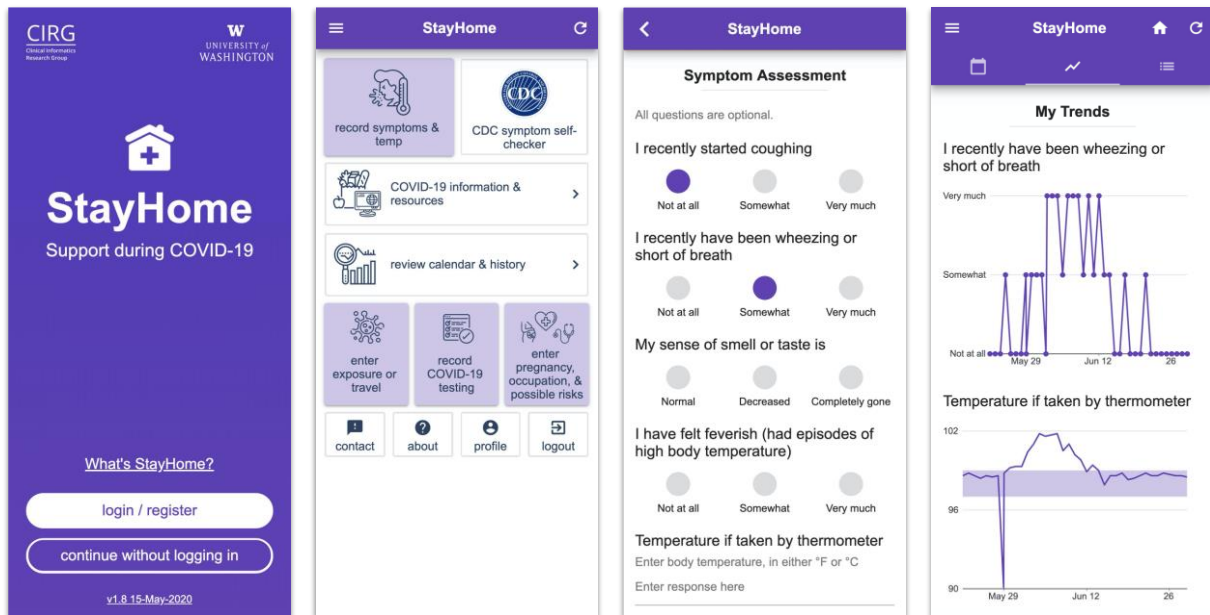 CIRG
Clinical Informatics
Research Group
W
UNIVERSITY of
WASHINGTON
StayHome
Support during COVID-19
What's StayHome?
login / register
continue without logging in
v1.8 15-May-2020
StayHome
record symptoms &
temp
CDC
CDC symptom self-
checker
COVID-19 information &
resources
review calendar & history
enter
exposure or
travel
record
COVID-19
testing
enter
pregnancy,
occupation, &
possible risks
contact
about
profile
logout
StayHome
Symptom Assessment
All questions are optional.
I recently started coughing
Not at all Somewhat Very much
I recently have been wheezing or
short of breath
Not at all Somewhat Very much
My sense of smell or taste is
Normal Decreased Completely gone
I have felt feverish (had episodes of
high body temperature)
Not at all Somewhat Very much
Temperature if taken by thermometer
Enter body temperature, in either °F or °C
Enter response here
StayHome
My Trends
I recently have been wheezing or
short of breath
Very much
Somewhat
Not at all
May 29 Jun 12 26
Temperature if taken by thermometer
102
96
90
May 29 Jun 12 26